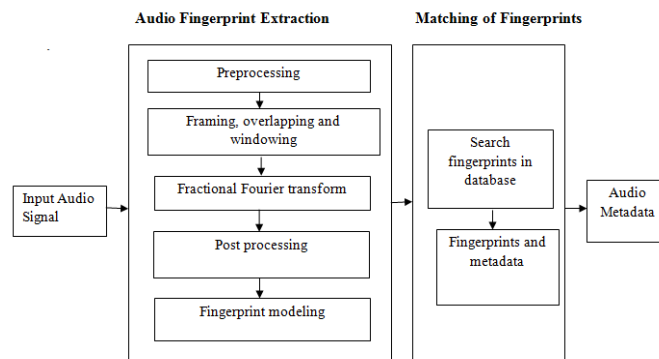 Audio Fingerprint Extraction
Matching of Fingerprints
Preprocessing
Framing, overlapping and
windowing
Fractional Fourier transform
Post processing
Fingerprint modeling
Input Audio
Signal
Search
fingerprints in
database
Fingerprints and
metadata
Audio
Metadata